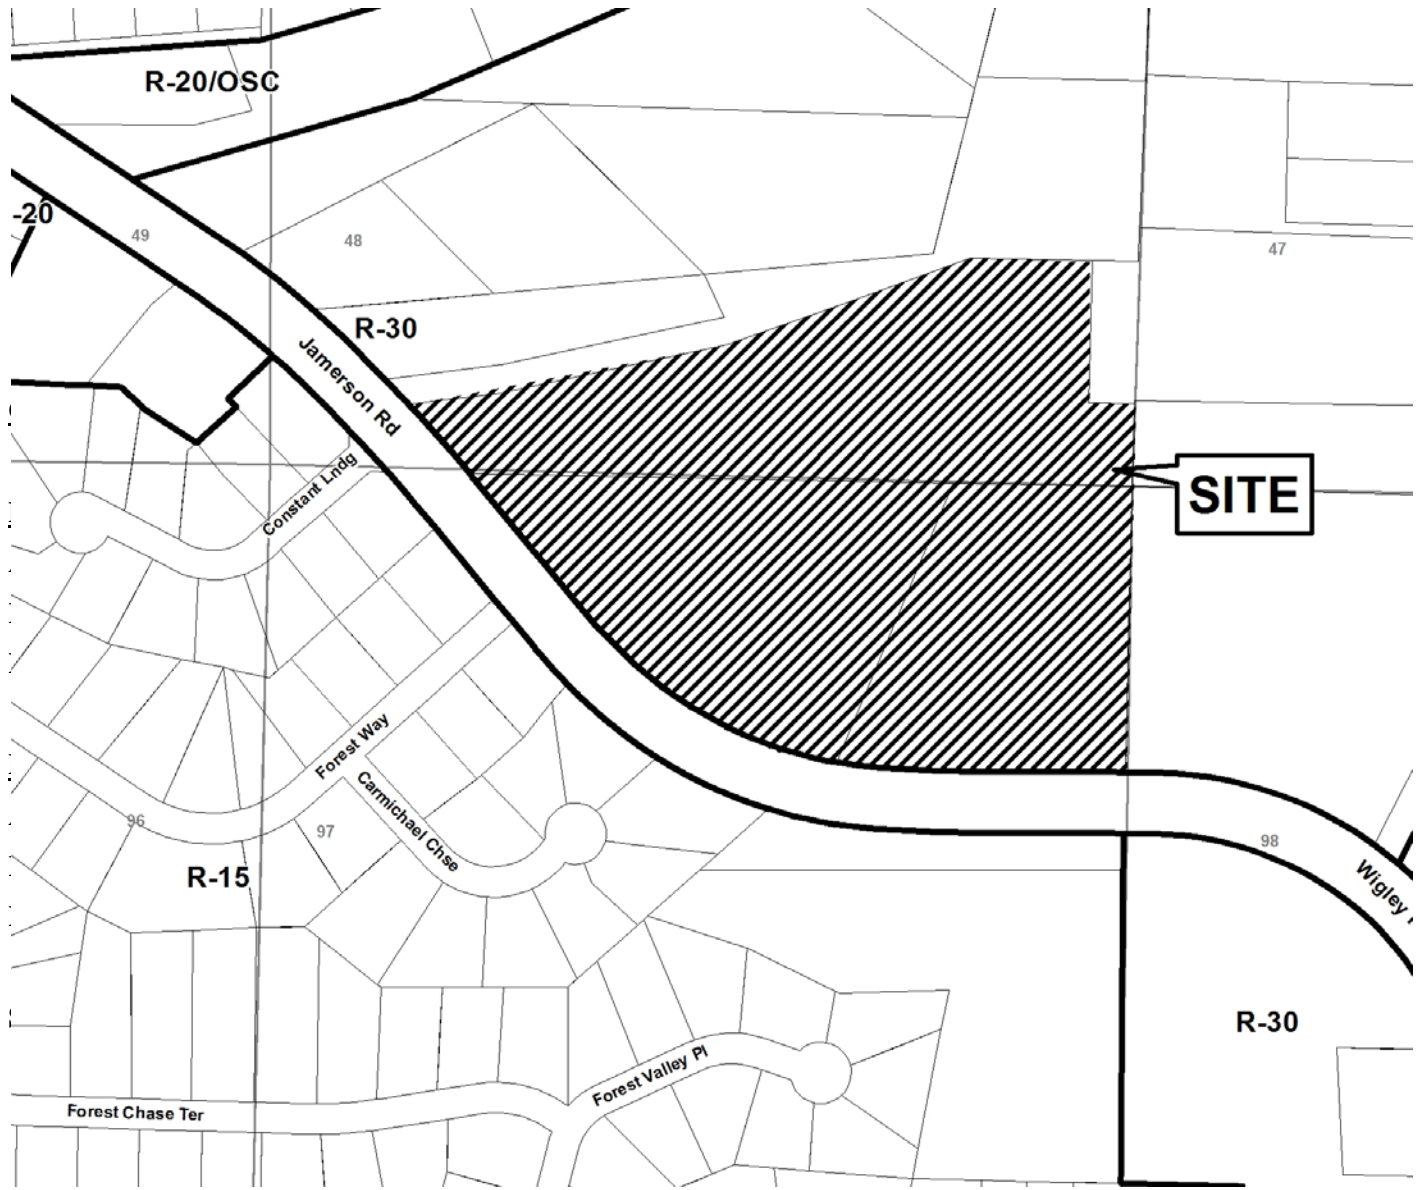 R-20/OSC
-20
49
48
47
R-30
Jamerson Rd
Constant Lndg
SITE
Forest Way
Carmichael Chse
96
97
98
R-15
Wigley
R-30
Forest Valley Pl
Forest Chase Ter